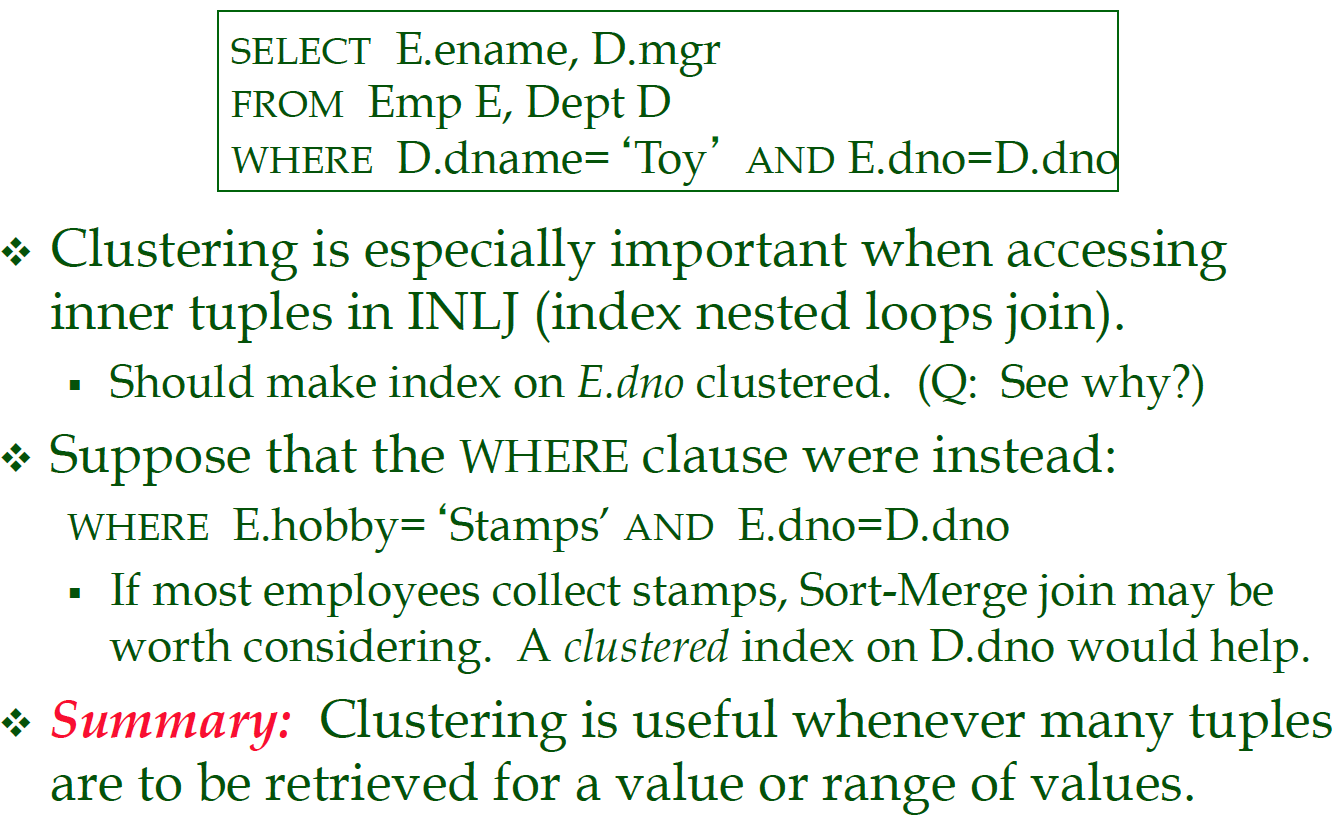 SELECT E.ename, D.mgr
FROM Emp E, Dept D
WHERE D.dname= ‘Toy’ AND E.dno=D.dno
❖ Clustering is especially important when accessing
inner tuples in INLJ (index nested loops join).
▪ Should make index on E.dno clustered. (Q: See why?)
❖ Suppose that the WHERE clause were instead:
WHERE E.hobby= ‘Stamps’ AND E.dno=D.dno
▪ If most employees collect stamps, Sort-Merge join may be
worth considering. A clustered index on D.dno would help.
❖ Summary: Clustering is useful whenever many tuples
are to be retrieved for a value or range of values.